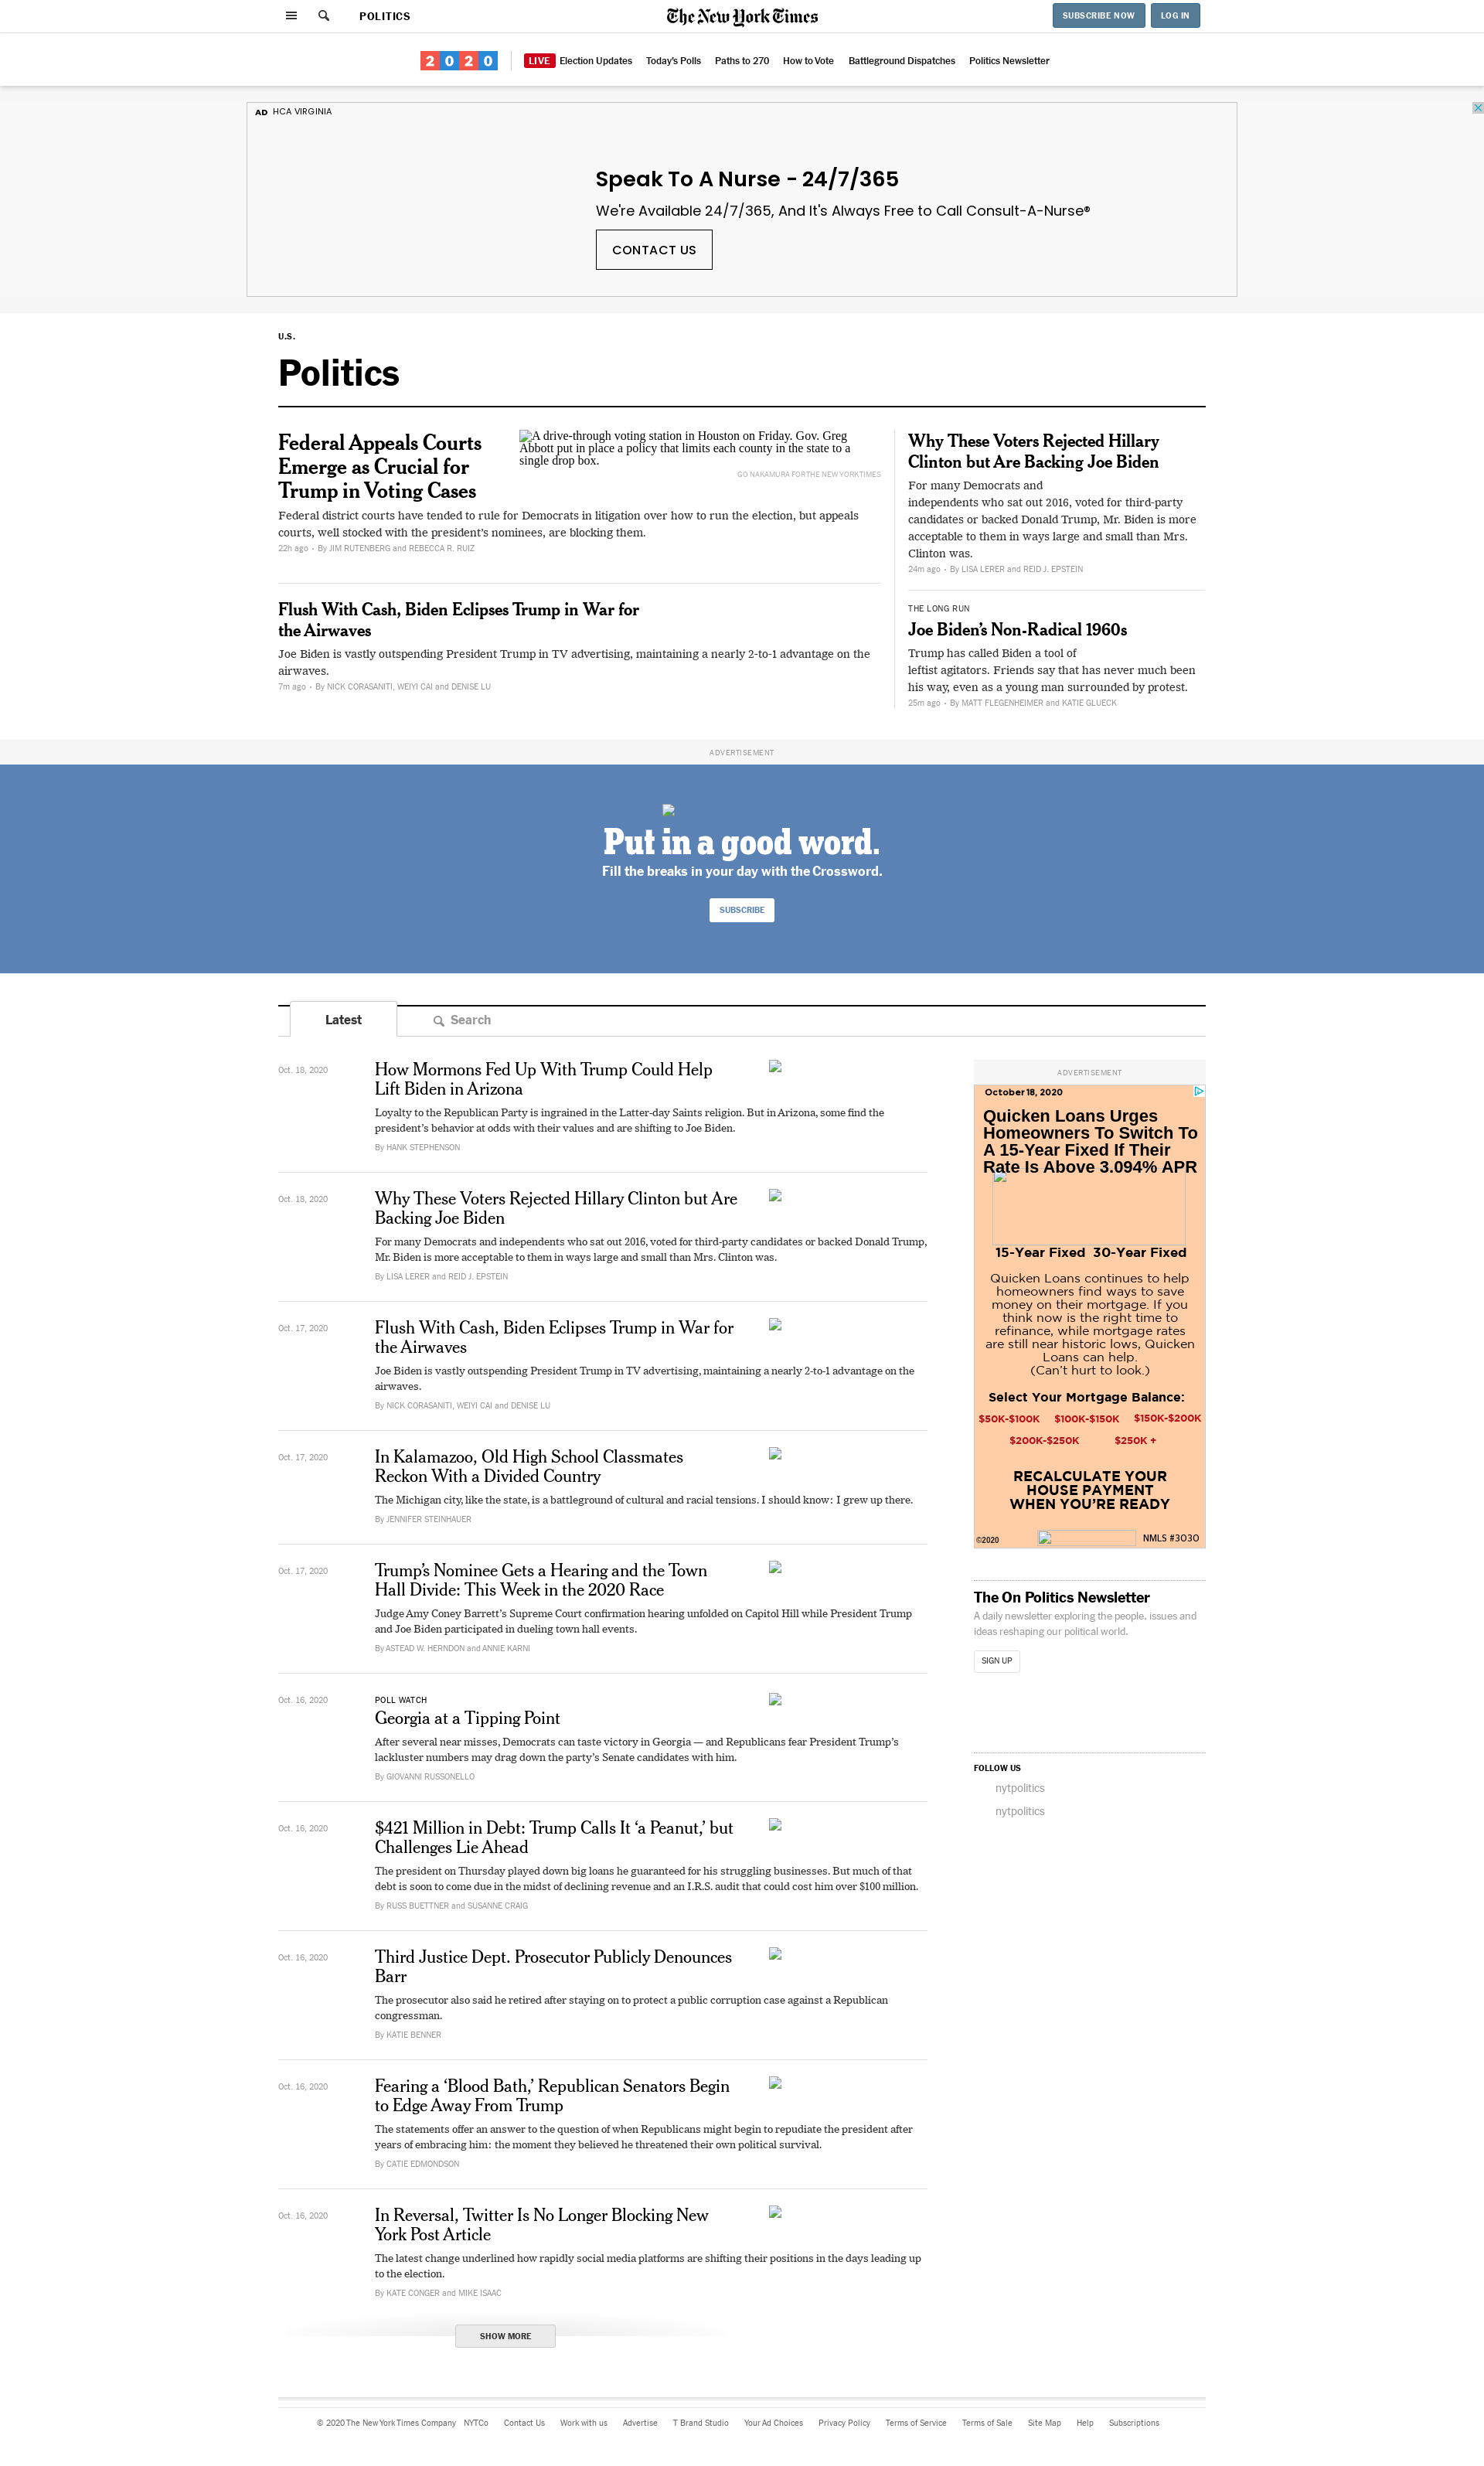 POLITICS
The New York Times
SUBSCRIBE NOW
LOG IN
2020
LIVE Election Updates
Today's Polls
Paths to 270
How to Vote
Battleground Dispatches
Politics Newsletter
AD HCA VIRGINIA
Speak To A Nurse - 24/7/365
We're Available 24/7/365, And It's Always Free to Call Consult-A-Nurse®
CONTACT US
U.S.
Politics
Federal Appeals Courts
Emerge as Crucial for
Trump in Voting Cases
A drive-through voting station in Houston on Friday. Gov. Greg
Abbott put in place a policy that limits each county in the state to a
single drop box.
GO NAKAMURA FOR THE NEW YORK TIMES
Federal district courts have tended to rule for Democrats in litigation over how to run the election, but appeals
courts, well stocked with the president's nominees, are blocking them.
22h ago • By JIM RUTENBERG and REBECCA R. RUIZ
Flush With Cash, Biden Eclipses Trump in War for
the Airwaves
Joe Biden is vastly outspending President Trump in TV advertising, maintaining a nearly 2-to-1 advantage on the
airwaves.
7m ago • By NICK CORASANITI, WEIYI CAI and DENISE LU
Why These Voters Rejected Hillary
Clinton but Are Backing Joe Biden
For many Democrats and
independents who sat out 2016, voted for third-party
candidates or backed Donald Trump, Mr. Biden is more
acceptable to them in ways large and small than Mrs.
Clinton was.
24m ago • By LISA LERER and REID J. EPSTEIN
THE LONG RUN
Joe Biden's Non-Radical 1960s
Trump has called Biden a tool of
leftist agitators. Friends say that has never much been
his way, even as a young man surrounded by protest.
25m ago • By MATT FLEGENHEIMER and KATIE GLUECK
ADVERTISEMENT
Put in a good word.
Fill the breaks in your day with the Crossword.
SUBSCRIBE
Latest
Search
Oct. 18, 2020
How Mormons Fed Up With Trump Could Help
Lift Biden in Arizona
Loyalty to the Republican Party is ingrained in the Latter-day Saints religion. But in Arizona, some find the
president's behavior at odds with their values and are shifting to Joe Biden.
By HANK STEPHENSON
Oct. 18, 2020
Why These Voters Rejected Hillary Clinton but Are
Backing Joe Biden
For many Democrats and independents who sat out 2016, voted for third-party candidates or backed Donald Trump,
Mr. Biden is more acceptable to them in ways large and small than Mrs. Clinton was.
By LISA LERER and REID J. EPSTEIN
Oct. 17, 2020
Flush With Cash, Biden Eclipses Trump in War for
the Airwaves
Joe Biden is vastly outspending President Trump in TV advertising, maintaining a nearly 2-to-1 advantage on the
airwaves.
By NICK CORASANITI, WEIYI CAI and DENISE LU
Oct. 17, 2020
In Kalamazoo, Old High School Classmates
Reckon With a Divided Country
The Michigan city, like the state, is a battleground of cultural and racial tensions. I should know: I grew up there.
By JENNIFER STEINHAUER
Oct. 17, 2020
Trump's Nominee Gets a Hearing and the Town
Hall Divide: This Week in the 2020 Race
Judge Amy Coney Barrett's Supreme Court confirmation hearing unfolded on Capitol Hill while President Trump
and Joe Biden participated in dueling town hall events.
By ASTEAD W. HERNDON and ANNIE KARNI
Oct. 16, 2020
POLL WATCH
Georgia at a Tipping Point
After several near misses, Democrats can taste victory in Georgia — and Republicans fear President Trump's
lackluster numbers may drag down the party's Senate candidates with him.
By GIOVANNI RUSSONELLO
Oct. 16, 2020
$421 Million in Debt: Trump Calls It 'a Peanut,' but
Challenges Lie Ahead
The president on Thursday played down big loans he guaranteed for his struggling businesses. But much of that
debt is soon to come due in the midst of declining revenue and an I.R.S. audit that could cost him over $100 million.
By RUSS BUETTNER and SUSANNE CRAIG
Oct. 16, 2020
Third Justice Dept. Prosecutor Publicly Denounces
Barr
The prosecutor also said he retired after staying on to protect a public corruption case against a Republican
congressman.
By KATIE BENNER
Oct. 16, 2020
Fearing a 'Blood Bath,' Republican Senators Begin
to Edge Away From Trump
The statements offer an answer to the question of when Republicans might begin to repudiate the president after
years of embracing him: the moment they believed he threatened their own political survival.
By CATIE EDMONDSON
Oct. 16, 2020
In Reversal, Twitter Is No Longer Blocking New
York Post Article
The latest change underlined how rapidly social media platforms are shifting their positions in the days leading up
to the election.
By KATE CONGER and MIKE ISAAC
SHOW MORE
ADVERTISEMENT
October 18, 2020
Quicken Loans Urges
Homeowners To Switch To
A 15-Year Fixed If Their
Rate Is Above 3.094% APR
15-Year Fixed 30-Year Fixed
Quicken Loans continues to help
homeowners find ways to save
money on their mortgage. If you
think now is the right time to
refinance, while mortgage rates
are still near historic lows, Quicken
Loans can help.
(Can't hurt to look.)
Select Your Mortgage Balance:
$50K-$100K $100K-$150K $150K-$200K
$200K-$250K $250K +
RECALCULATE YOUR
HOUSE PAYMENT
WHEN YOU'RE READY
©2020
NMLS #3030
The On Politics Newsletter
A daily newsletter exploring the people, issues and
ideas reshaping our political world.
SIGN UP
FOLLOW US
nytpolitics
nytpolitics
© 2020 The New York Times Company
NYTCo
Contact Us
Work with us
Advertise
T Brand Studio
Your Ad Choices
Privacy Policy
Terms of Service
Terms of Sale
Site Map
Help
Subscriptions